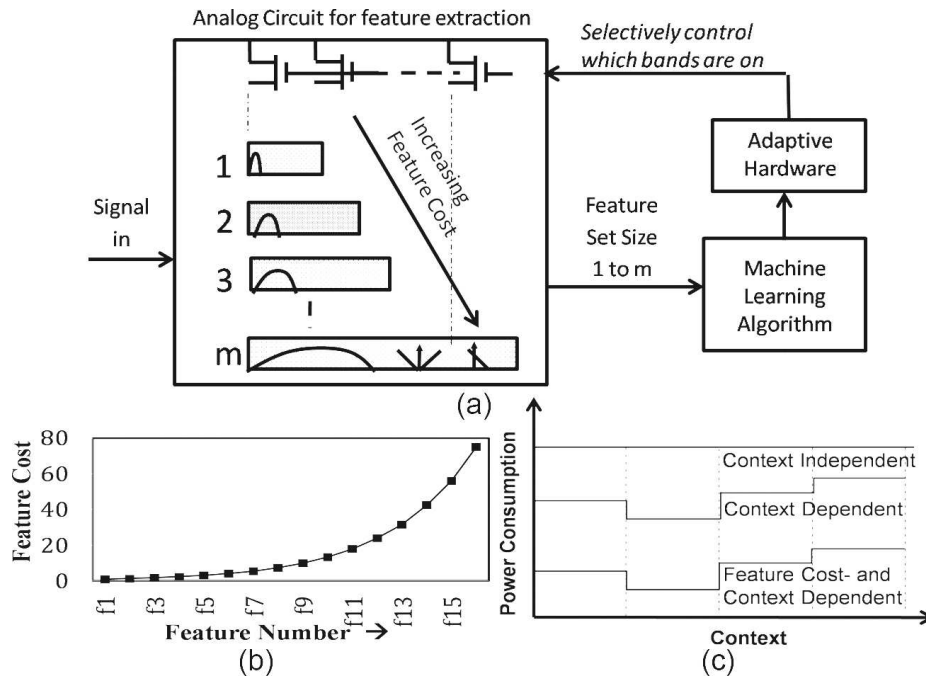 Analog Circuit for feature extraction
Selectively control
which bands are on
Increasing
Feature Cost
1
2
3
m
Signal
in
Feature
Set Size
1 to m
Adaptive
Hardware
Machine
Learning
Algorithm
(a)
Feature Cost
80
60
40
20
0
f1
f3
f5
f7
f9
f11
f13
f15
Feature Number →
(b)
Power Consumption
Context Independent
Context Dependent
Feature Cost- and
Context Dependent
Context
(c)